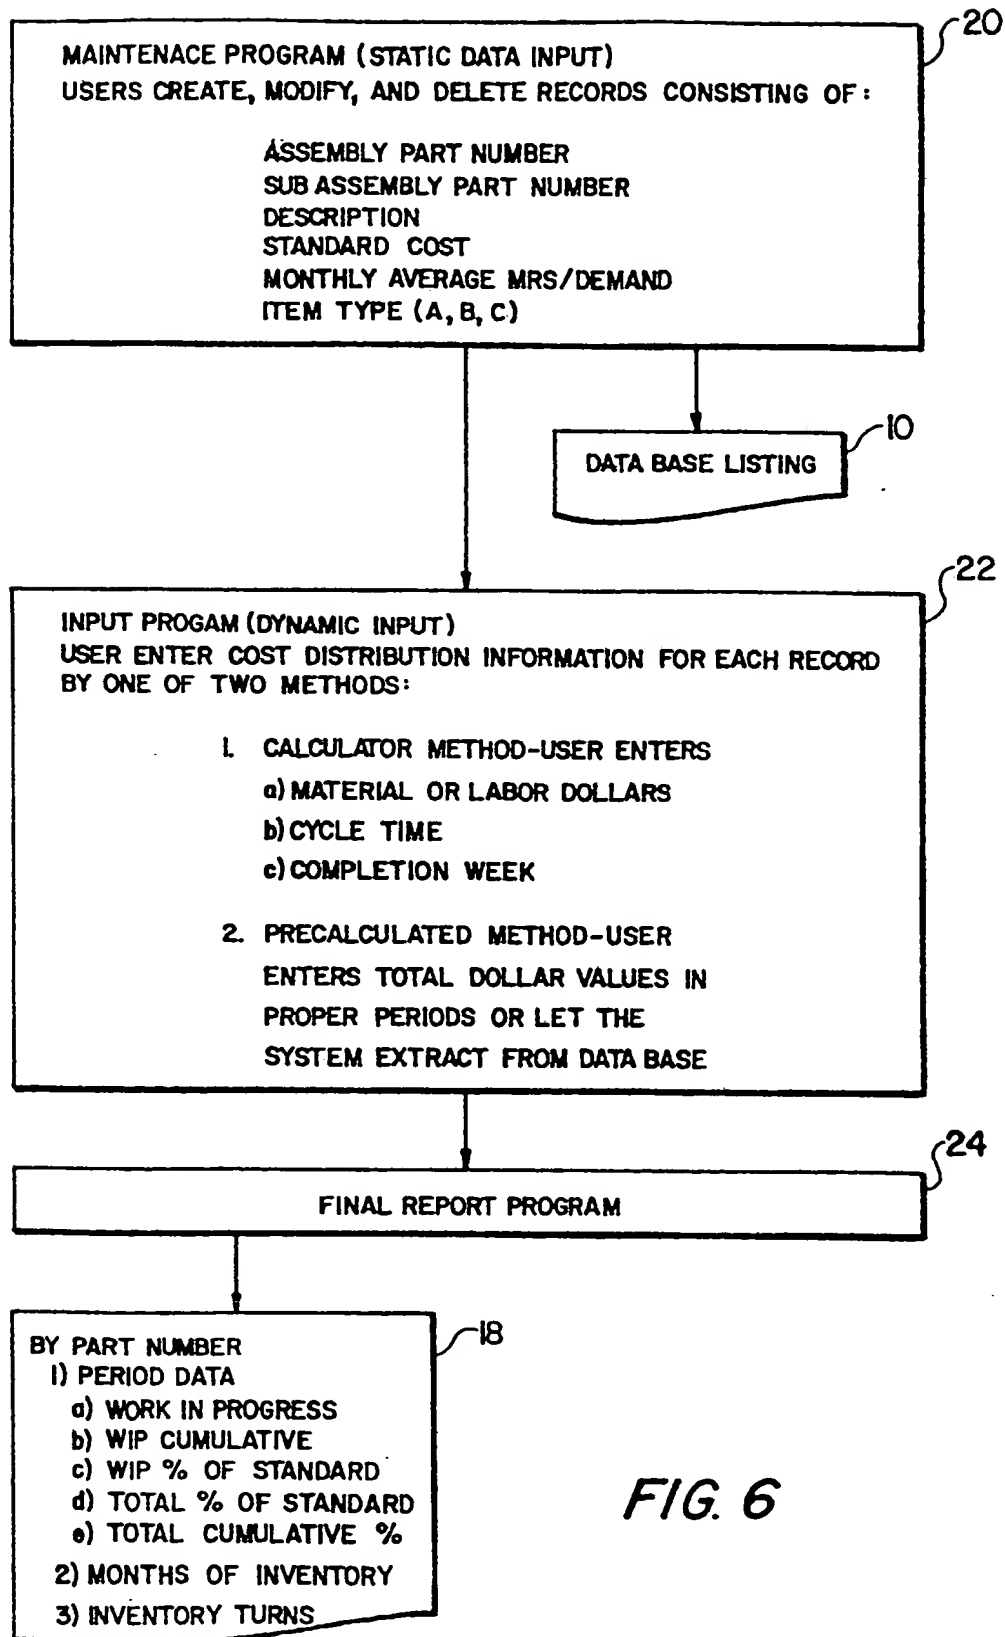 20
MAINTENACE PROGRAM (STATIC DATA INPUT)
USERS CREATE, MODIFY, AND DELETE RECORDS CONSISTING OF:
ASSEMBLY PART NUMBER
SUB ASSEMBLY PART NUMBER
DESCRIPTION
STANDARD COST
MONTHLY AVERAGE MRS/DEMAND
ITEM TYPE (A, B, C)
10
DATA BASE LISTING
22
INPUT PROGAM (DYNAMIC INPUT)
USER ENTER COST DISTRIBUTION INFORMATION FOR EACH RECORD
BY ONE OF TWO METHODS:
1. CALCULATOR METHOD-USER ENTERS
a) MATERIAL OR LABOR DOLLARS
b) CYCLE TIME
c) COMPLETION WEEK
2. PRECALCULATED METHOD-USER
ENTERS TOTAL DOLLAR VALUES IN
PROPER PERIODS OR LET THE
SYSTEM EXTRACT FROM DATA BASE
24
FINAL REPORT PROGRAM
18
BY PART NUMBER
1) PERIOD DATA
a) WORK IN PROGRESS
b) WIP CUMULATIVE
c) WIP % OF STANDARD
d) TOTAL % OF STANDARD
e) TOTAL CUMULATIVE %
2) MONTHS OF INVENTORY
3) INVENTORY TURNS
FIG. 6